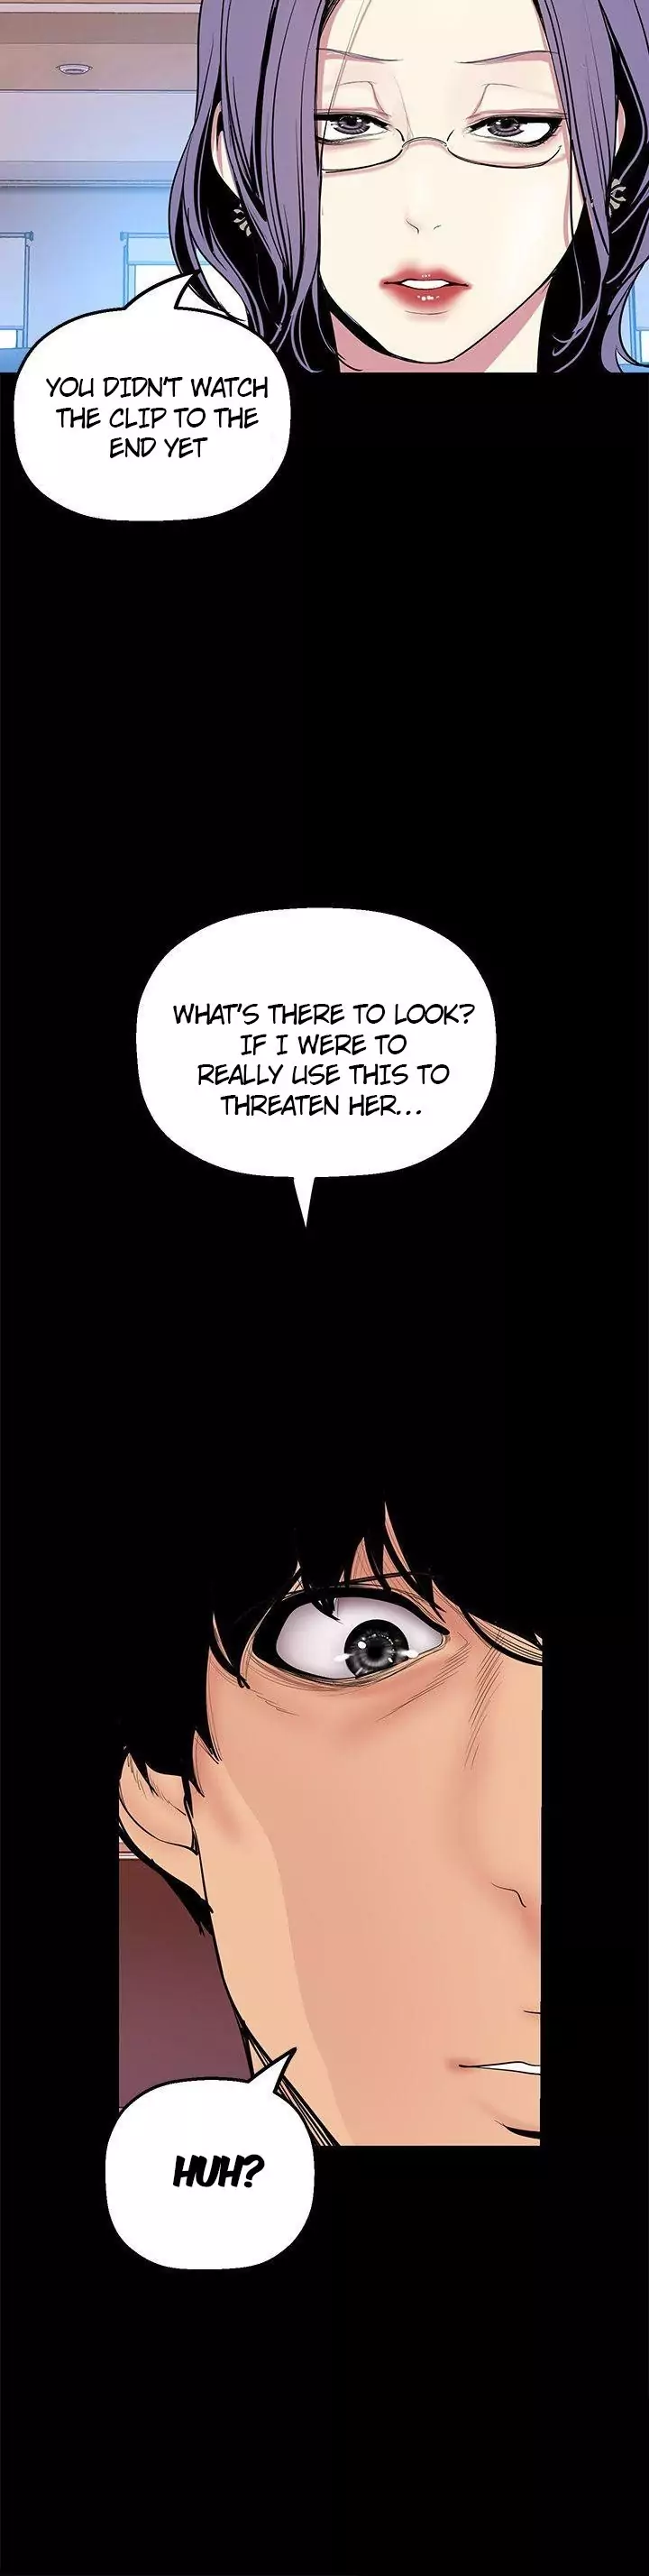 YOU DIDN'T WATCH
THE CLIP TO THE
END YET
WHAT'S THERE TO LOOK?
IF I WERE TO
REALLY USE THIS TO
THREATEN HER...
HUH?